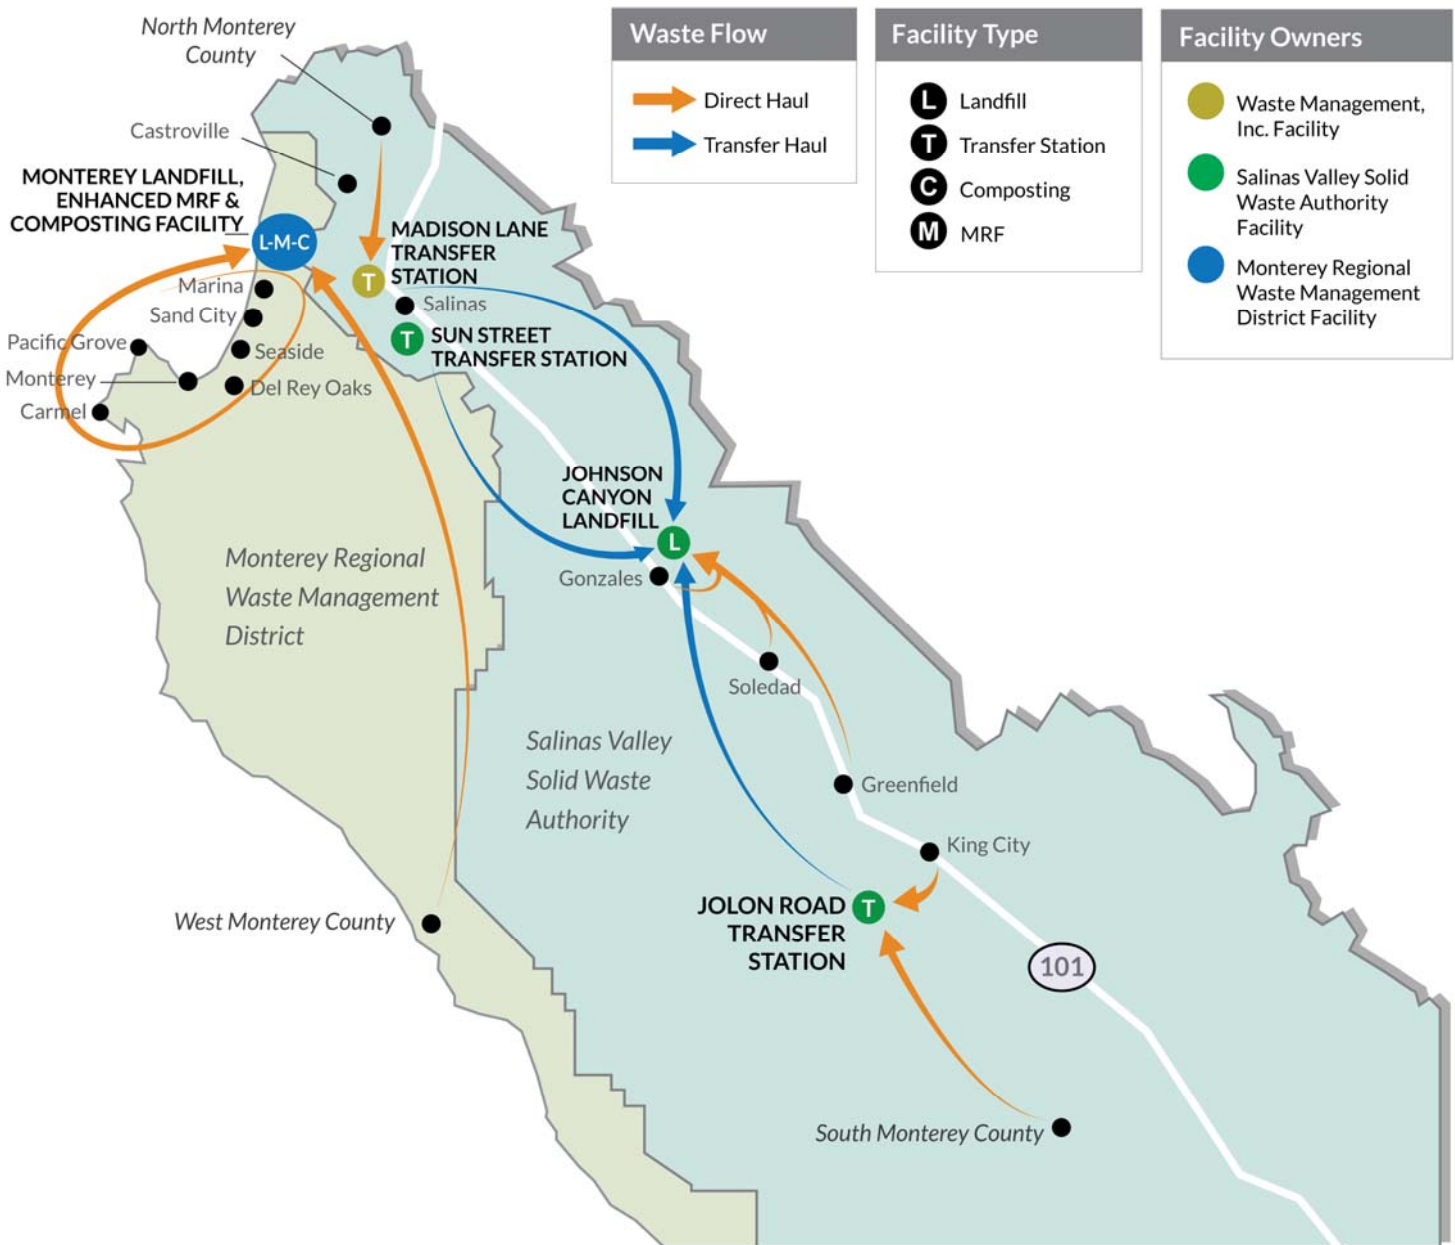 North Monterey
County
Castroville
MONTEREY LANDFILL,
ENHANCED MRF &
COMPOSTING FACILITY
L-M-C
MADISON LANE
TRANSFER
STATION
T
Marina
Salinas
Sand City
T
SUN STREET
TRANSFER STATION
Pacific Grove
Seaside
Monterey
Del Rey Oaks
Carmel
JOHNSON
CANYON
LANDFILL
L
Gonzales
Monterey Regional
Waste Management
District
Soledad
Salinas Valley
Solid Waste
Authority
Greenfield
King City
West Monterey County
JOLON ROAD
TRANSFER
STATION
T
101
South Monterey County
Waste Flow
Direct Haul
Transfer Haul
Facility Type
L Landfill
T Transfer Station
C Composting
M MRF
Facility Owners
Waste Management,
Inc. Facility
Salinas Valley Solid
Waste Authority
Facility
Monterey Regional
Waste Management
District Facility